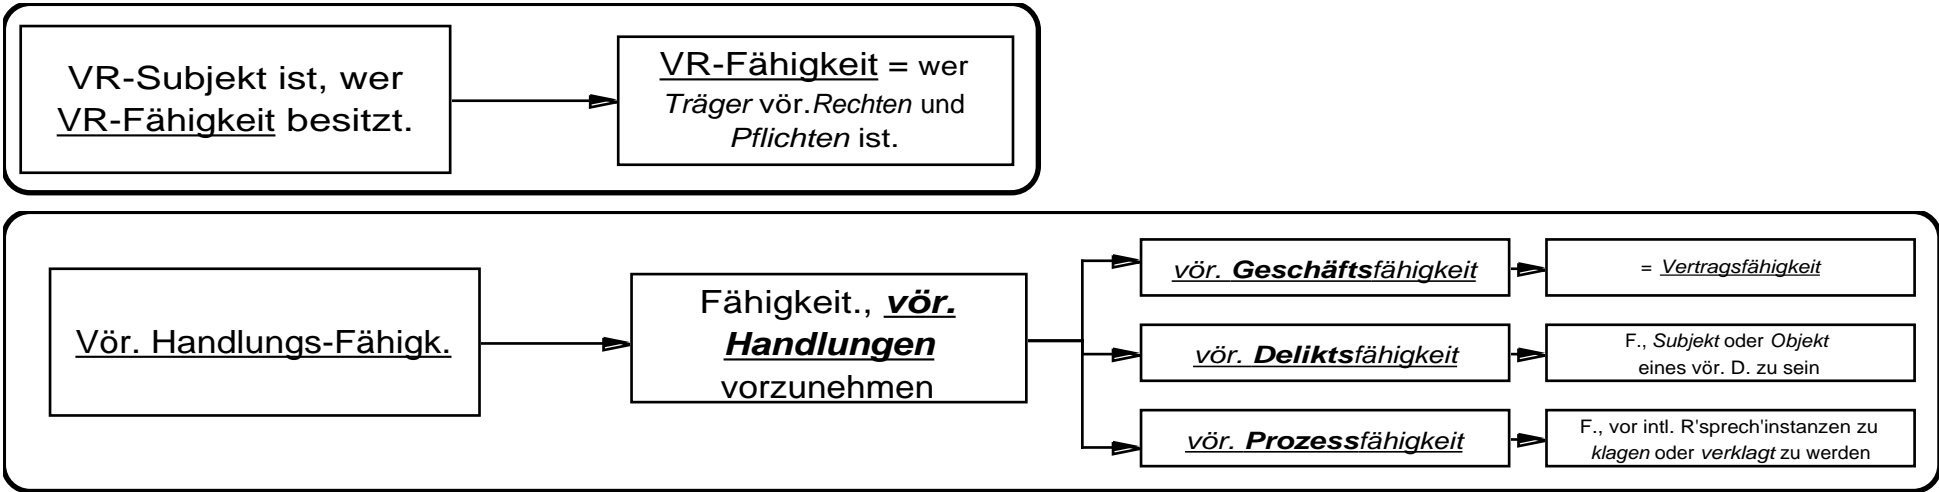 VR-Subjekt ist, wer
VR-Fähigkeit besitzt.
VR-Fähigkeit = wer
Träger vör.Rechten und
Pflichten ist.
Vör. Handlungs-Fähigk.
Fähigkeit., vör.
Handlungen
vorzunehmen
vör. Geschäftsfähigkeit
= Vertragsfähigkeit
vör. Deliktsfähigkeit
F., Subjekt oder Objekt
eines vör. D. zu sein
vör. Prozessfähigkeit
F., vor intl. R'sprech'instanzen zu
klagen oder verklagt zu werden